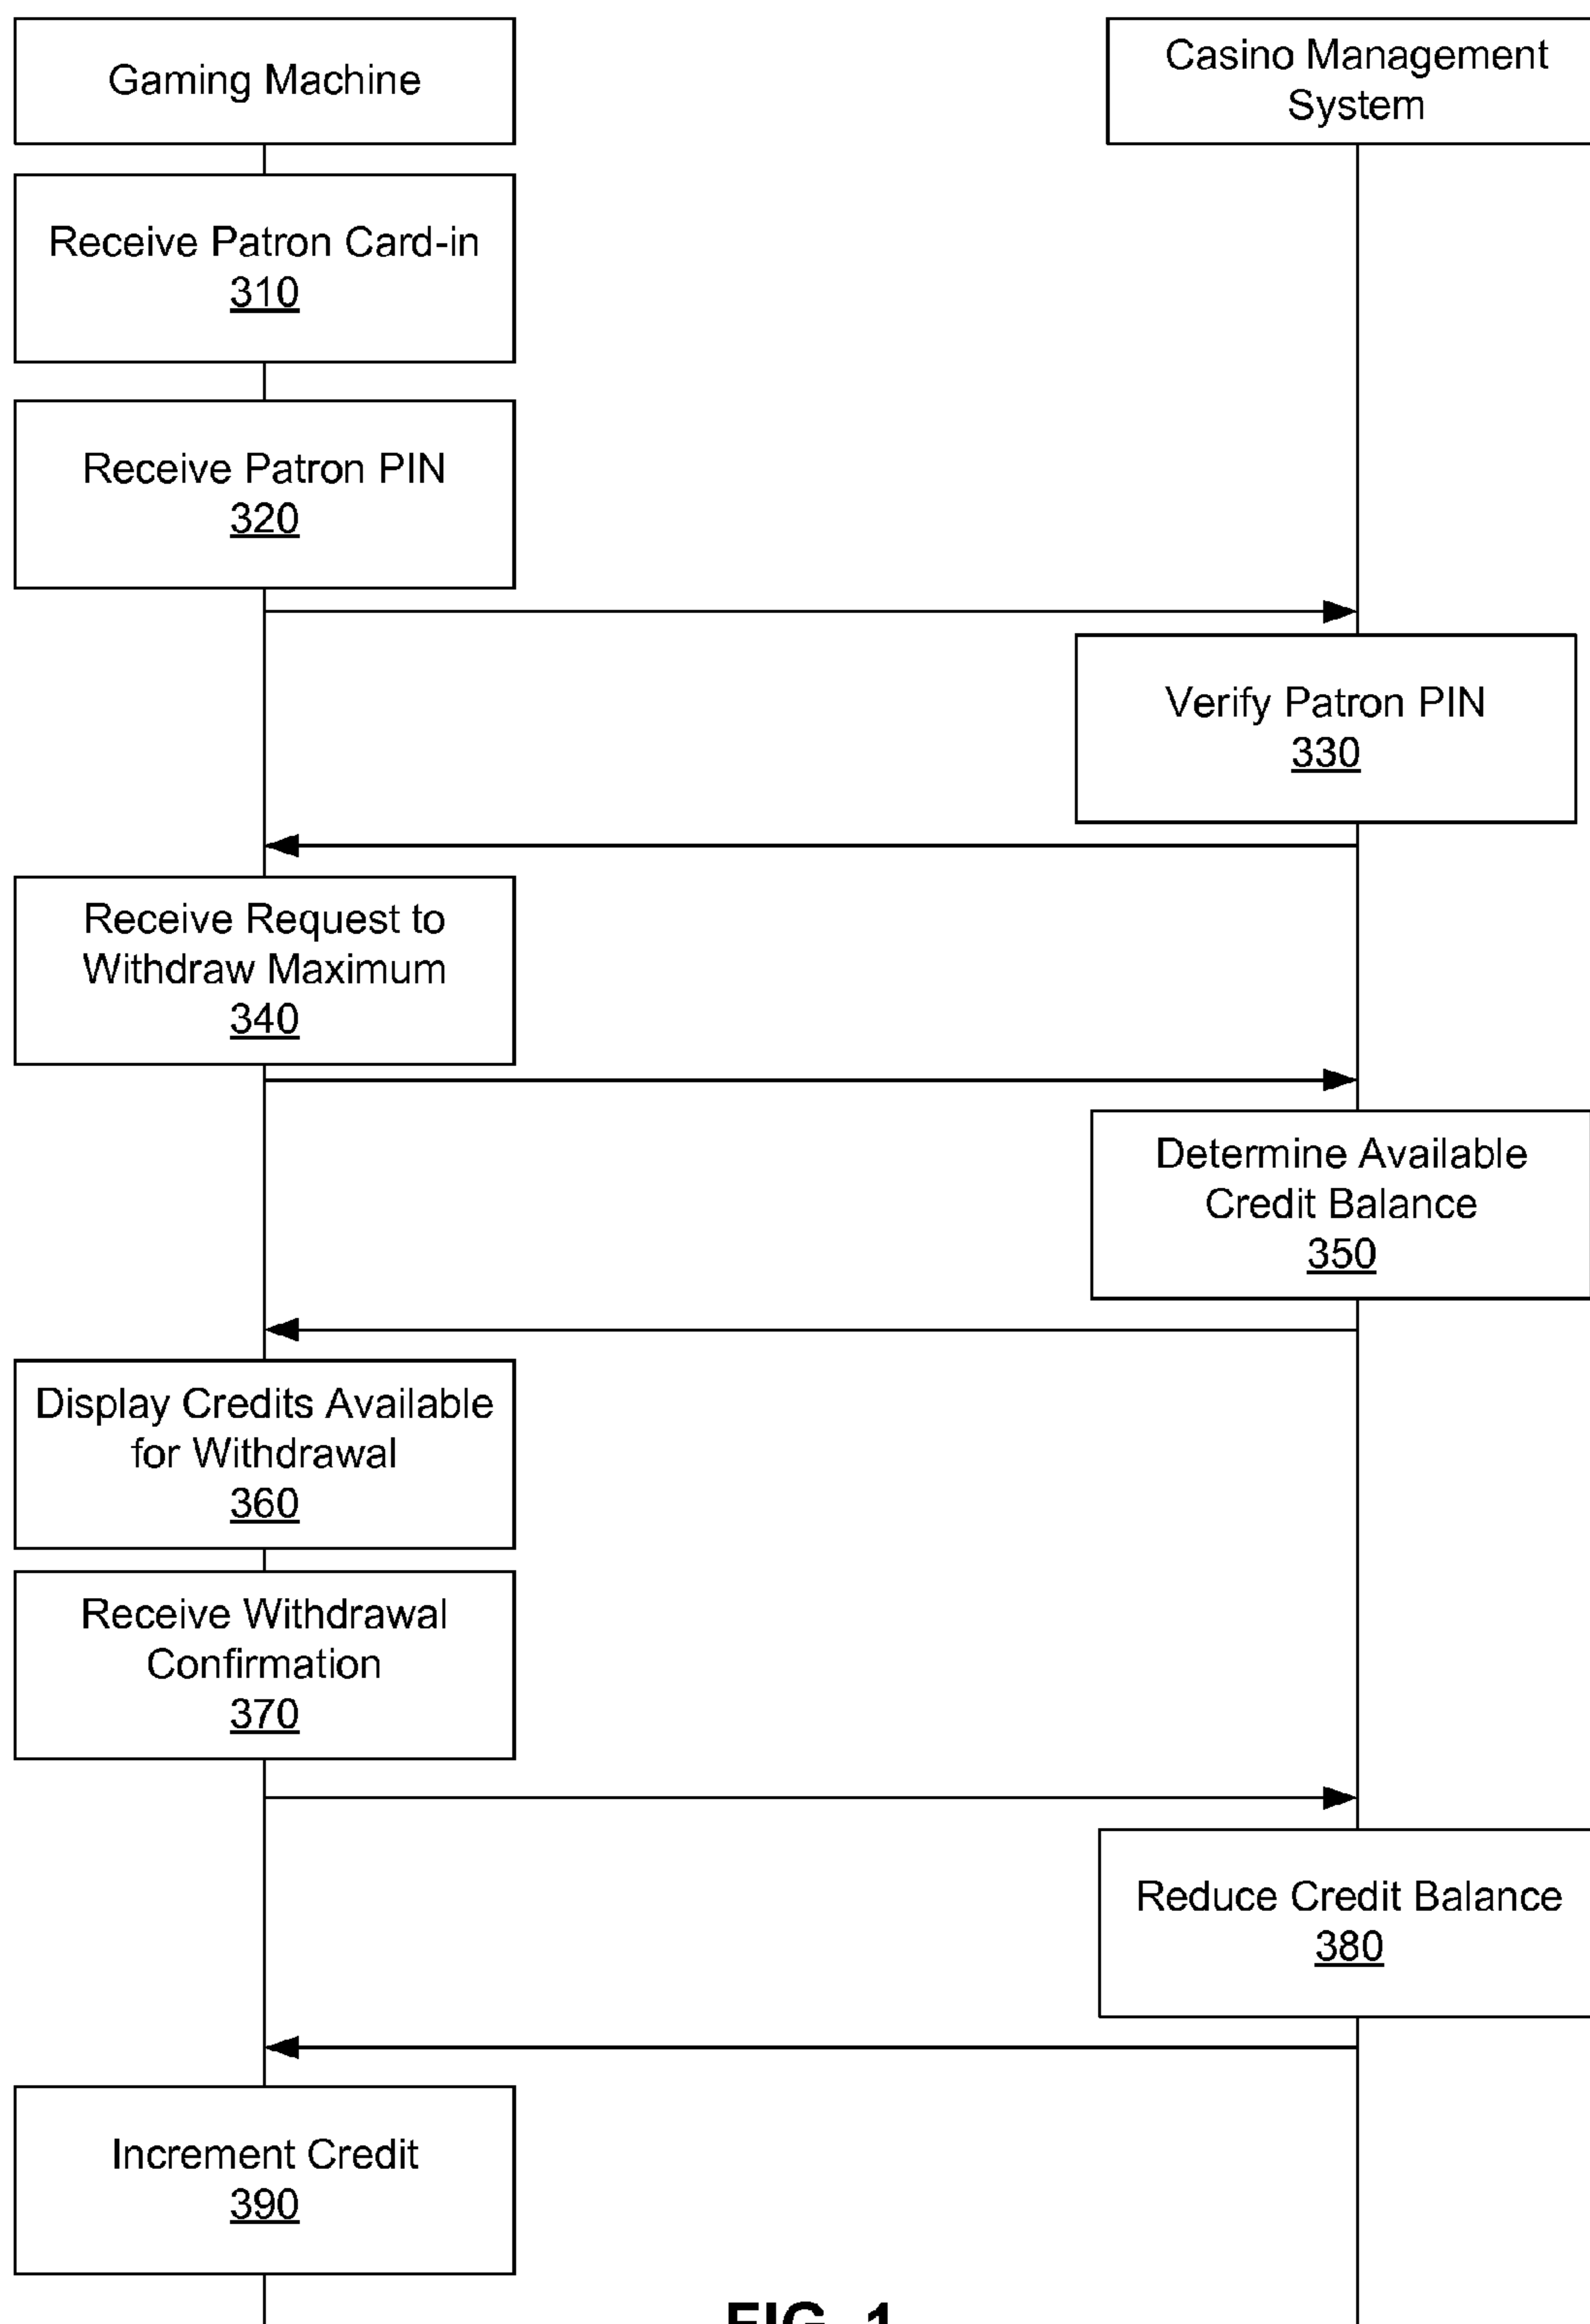 Gaming Machine
Casino Management
System
Receive Patron Card-in
310
Receive Patron PIN
320
Verify Patron PIN
330
Receive Request to
Withdraw Maximum
340
Determine Available
Credit Balance
350
Display Credits Available
for Withdrawal
360
Receive Withdrawal
Confirmation
370
Reduce Credit Balance
380
Increment Credit
390
FIG. 1